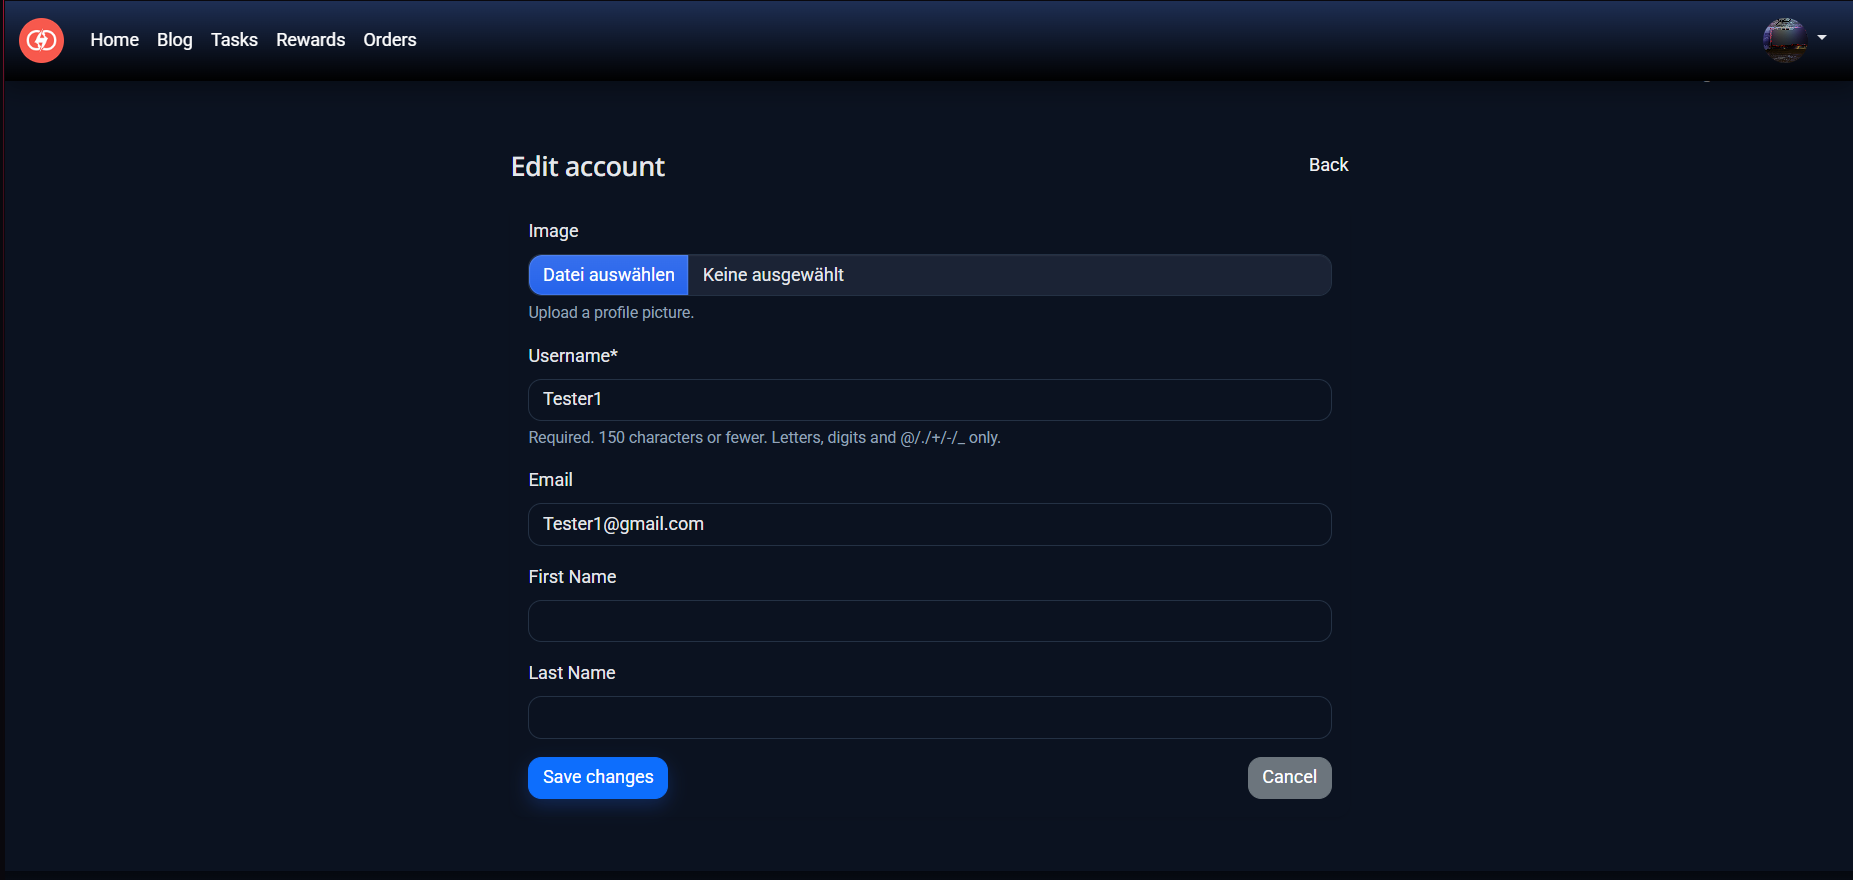 Home Blog Tasks Rewards Orders
Edit account
Back
Image
Datei auswählen Keine ausgewählt
Upload a profile picture.
Username*
Tester1
Required. 150 characters or fewer. Letters, digits and @/./+/-/_ only.
Email
Tester1@gmail.com
First Name
Last Name
Save changes
Cancel